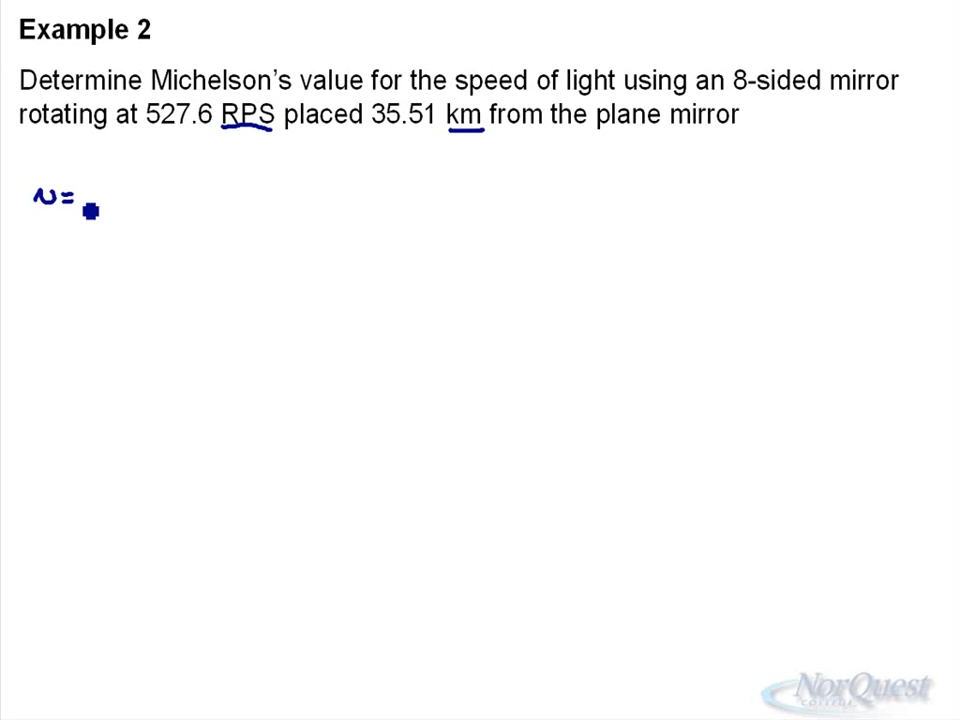 Example 2
Determine Michelson's value for the speed of light using an 8-sided mirror
rotating at 527.6 RPS placed 35.51 km from the plane mirror
v=
NorQuest
COLLEGE